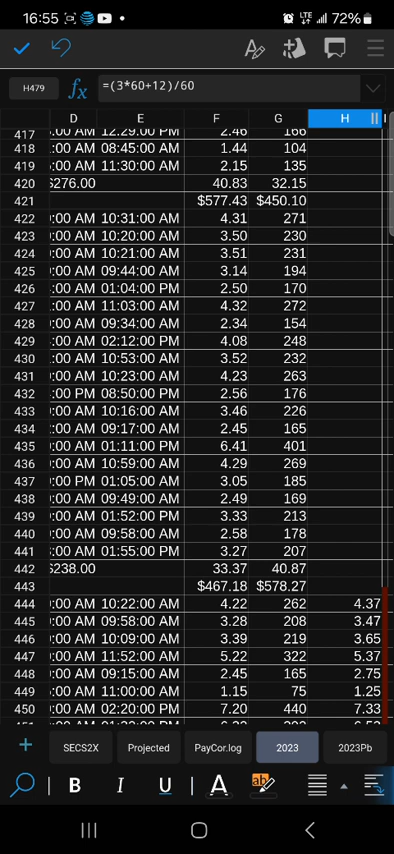 16:55 LTE 72%
H479 fx =(3*60+12)/60
D E F G H I
417 :00 AM 12:29:00 PM 2.46 166
418 :00 AM 08:45:00 AM 1.44 104
419 :00 AM 11:30:00 AM 2.15 135
420 $276.00 40.83 32.15
421 $577.43 $450.10
422 :00 AM 10:31:00 AM 4.31 271
423 :00 AM 10:20:00 AM 3.50 230
424 :00 AM 10:21:00 AM 3.51 231
425 :00 AM 09:44:00 AM 3.14 194
426 :00 AM 01:04:00 PM 2.50 170
427 :00 AM 11:03:00 AM 4.32 272
428 :00 AM 09:34:00 AM 2.34 154
429 :00 AM 02:12:00 PM 4.08 248
430 :00 AM 10:53:00 AM 3.52 232
431 :00 AM 10:23:00 AM 4.23 263
432 :00 PM 08:50:00 PM 2.56 176
433 :00 AM 10:16:00 AM 3.46 226
434 :00 AM 09:17:00 AM 2.45 165
435 :00 AM 01:11:00 PM 6.41 401
436 :00 AM 10:59:00 AM 4.29 269
437 :00 PM 01:05:00 AM 3.05 185
438 :00 AM 09:49:00 AM 2.49 169
439 :00 AM 01:52:00 PM 3.33 213
440 :00 AM 09:58:00 AM 2.58 178
441 :00 AM 01:55:00 PM 3.27 207
442 $238.00 33.37 40.87
443 $467.18 $578.27
444 :00 AM 10:22:00 AM 4.22 262 4.37
445 :00 AM 09:58:00 AM 3.28 208 3.47
446 :00 AM 10:09:00 AM 3.39 219 3.65
447 :00 AM 11:52:00 AM 5.22 322 5.37
448 :00 AM 09:15:00 AM 2.45 165 2.75
449 :00 AM 11:00:00 AM 1.15 75 1.25
450 :00 AM 02:20:00 PM 7.20 440 7.33
+ SECS2X Projected PayCor.log 2023 2023Pb
B I U A ab